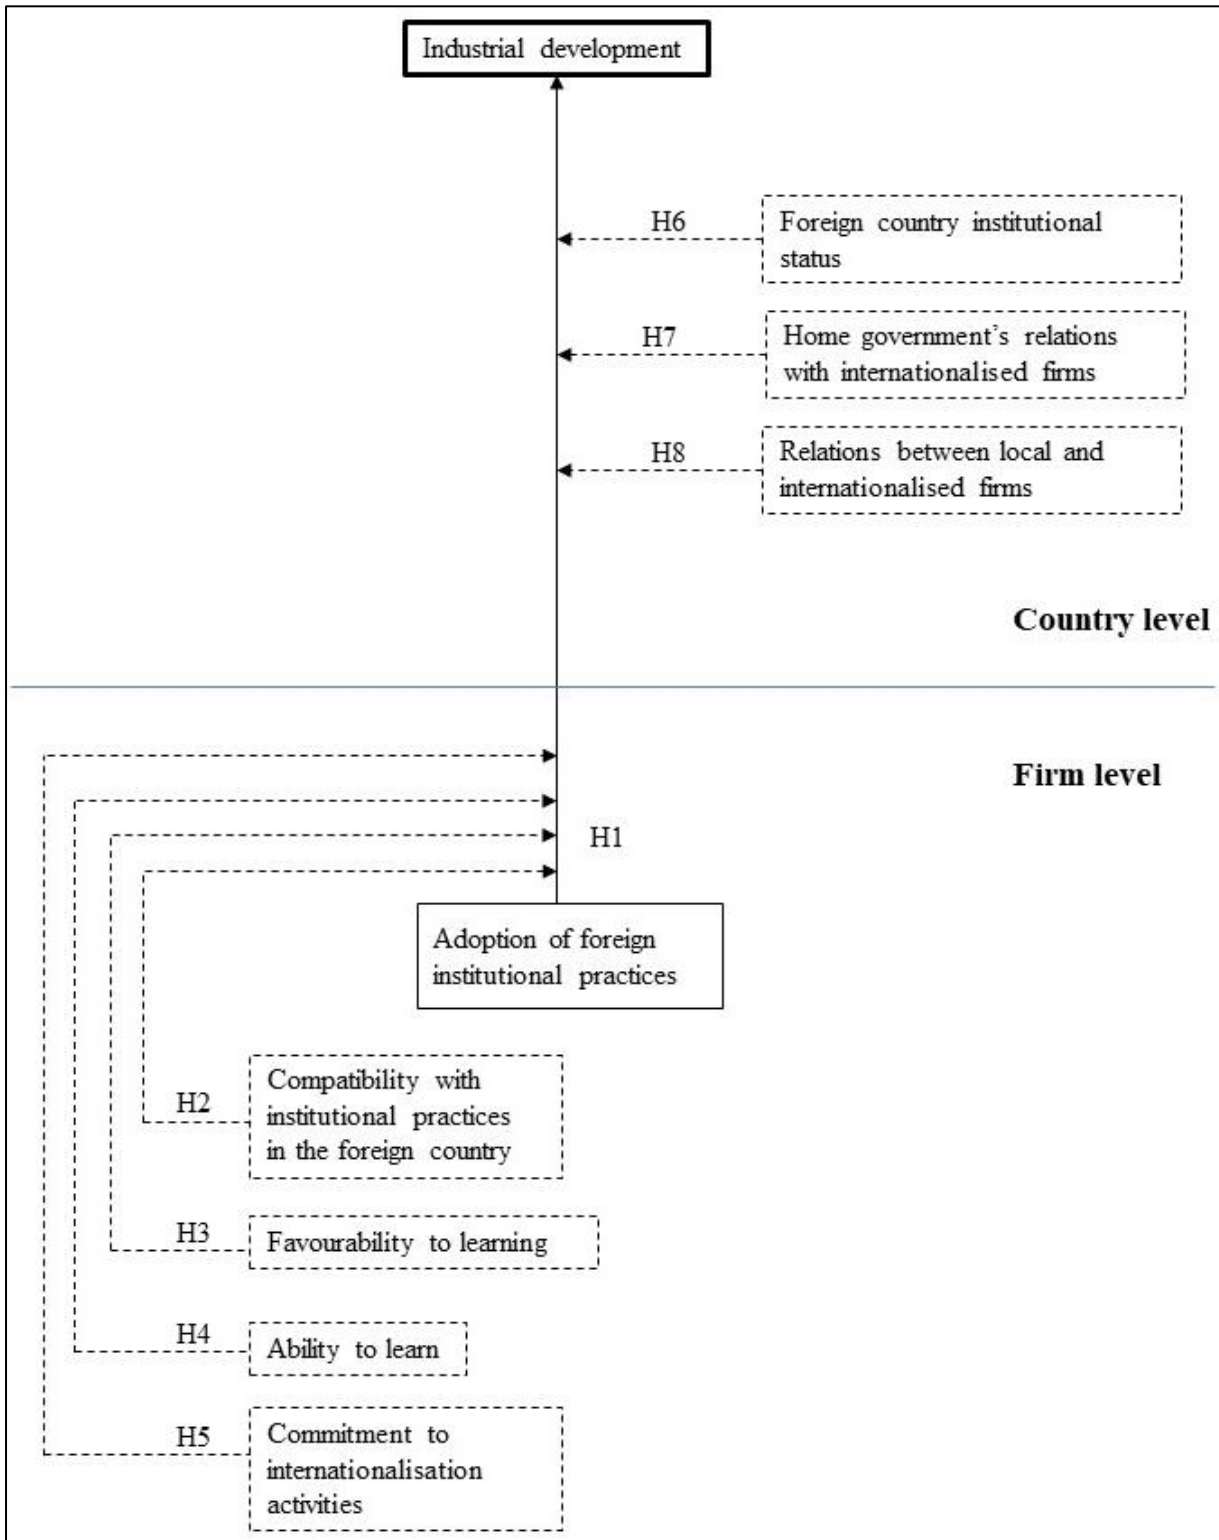 Industrial development
H6
Foreign country institutional
status
H7
Home government's relations
with internationalised firms
H8
Relations between local and
internationalised firms
Country level
Firm level
H1
Adoption of foreign
institutional practices
H2
Compatibility with
institutional practices
in the foreign country
H3
Favourability to learning
H4
Ability to learn
H5
Commitment to
internationalisation
activities